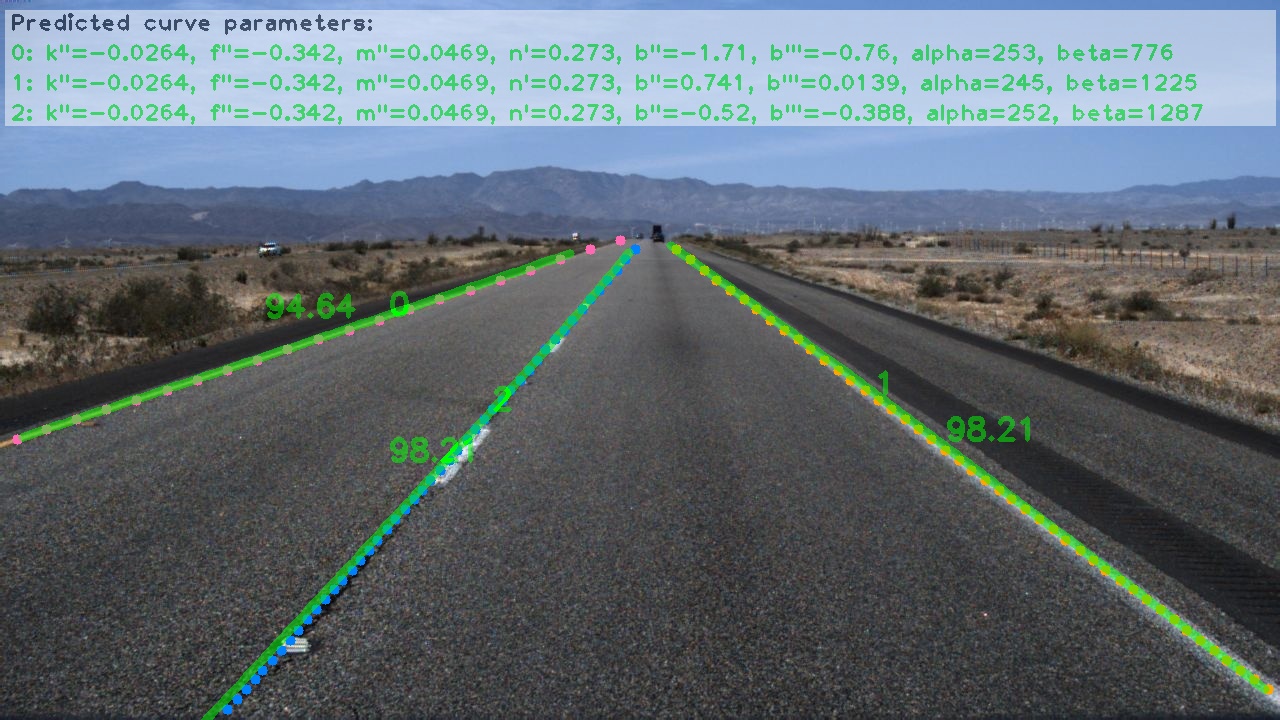 Predicted curve parameters:
0: k''=-0.0264, f''=-0.342, m''=0.0469, n'=0.273, b''=-1.71, b'''=-0.76, alpha=253, beta=776
1: k''=-0.0264, f''=-0.342, m''=0.0469, n'=0.273, b''=0.741, b'''=0.0139, alpha=245, beta=1225
2: k''=-0.0264, f''=-0.342, m''=0.0469, n'=0.273, b''=-0.52, b'''=-0.388, alpha=252, beta=1287
94.64 0
1
2
98.21
98.21